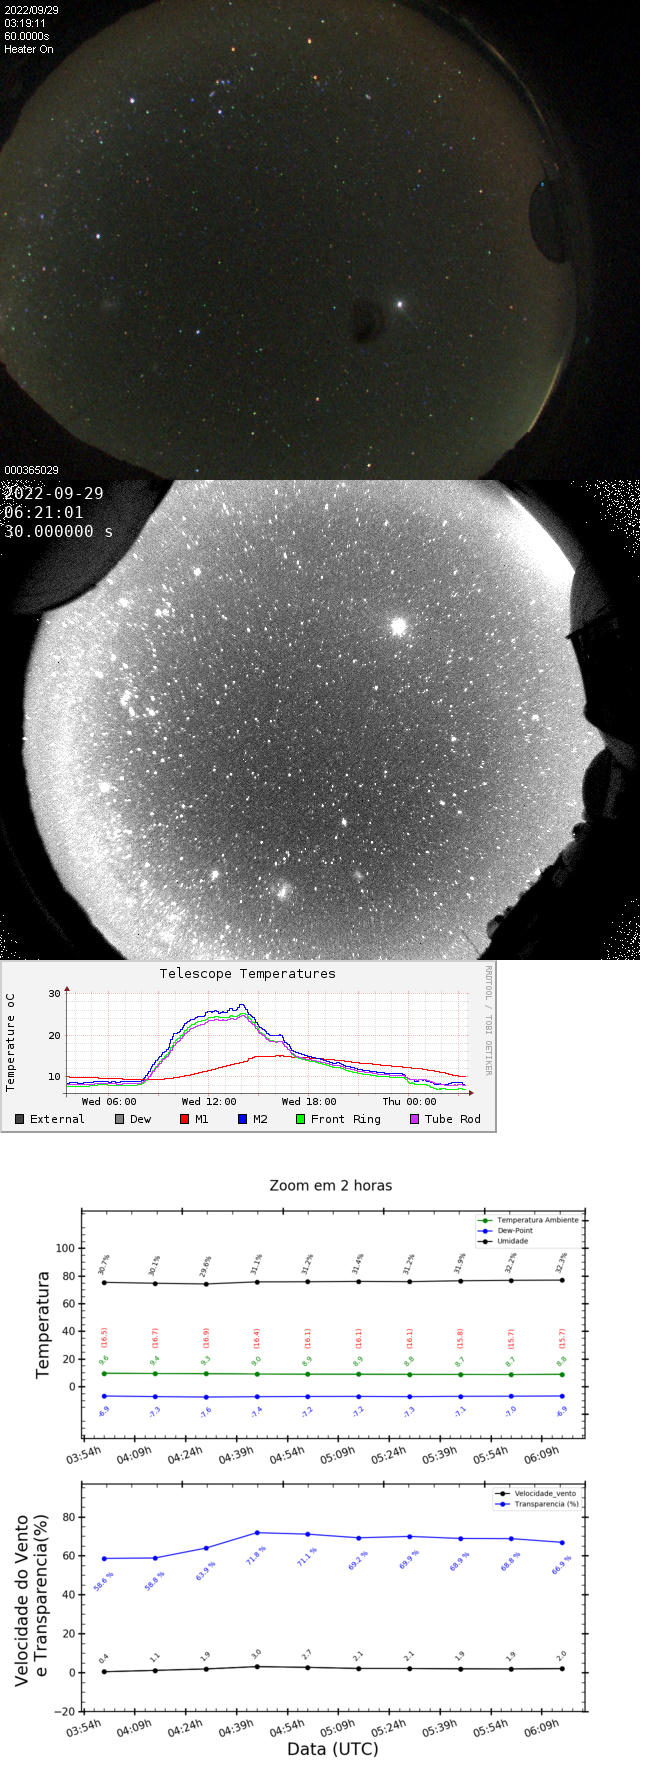 2022/09/29
03:19:11
60.0000s
Heater On
000365029
2022-09-29
06:21:01
30.000000 s
Telescope Temperatures
RRDTOOL / TOBI OETIKER
Temperature oC
30
20
10
Wed 06:00 Wed 12:00 Wed 18:00 Thu 00:00
External Dew M1 M2 Front Ring Tube Rod
Zoom em 2 horas
Temperatura Ambiente
Dew-Point
Umidade
Temperatura
100
80
60
40
20
0
30.7% 30.1% 29.6% 31.1% 31.2% 31.4% 31.2% 31.9% 32.2% 32.3%
(16.5) (16.7) (16.9) (16.4) (16.1) (16.1) (16.1) (15.8) (15.7) (15.7)
9.6 9.4 9.3 9.0 8.9 8.9 8.8 8.7 8.7 8.8
-6.9 -7.3 -7.6 -7.4 -7.2 -7.2 -7.3 -7.1 -7.0 -6.9
03:54h 04:09h 04:24h 04:39h 04:54h 05:09h 05:24h 05:39h 05:54h 06:09h
Velocidade_vento
Transparencia (%)
Velocidade do Vento
e Transparencia(%)
80
60
40
20
0
−20
58.6 % 58.8 % 63.9 % 71.8 % 71.1 % 69.2 % 69.9 % 68.9 % 68.8 % 66.9 %
0.4 1.1 1.9 3.0 2.7 2.1 2.1 1.9 1.9 2.0
03:54h 04:09h 04:24h 04:39h 04:54h 05:09h 05:24h 05:39h 05:54h 06:09h
Data (UTC)